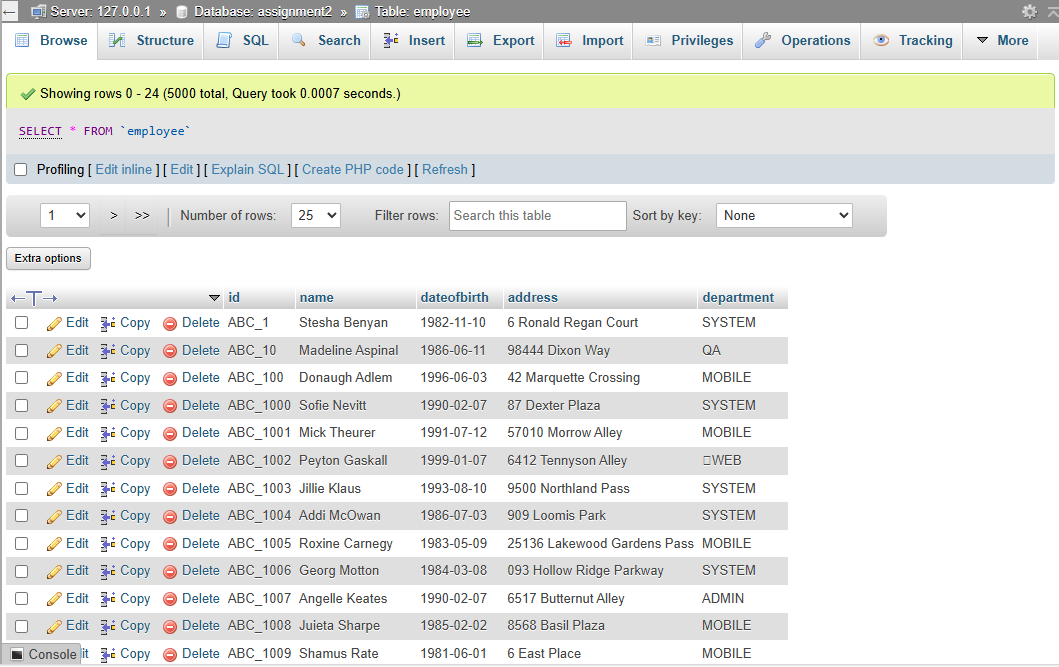 Server: 127.0.0.1 » Database: assignment2 » Table: employee
Browse Structure SQL Search Insert Export Import Privileges Operations Tracking More
Showing rows 0 - 24 (5000 total, Query took 0.0007 seconds.)
SELECT * FROM `employee`
Profiling [ Edit inline ] [ Edit ] [ Explain SQL ] [ Create PHP code ] [ Refresh ]
1 > >> Number of rows: 25 Filter rows: Search this table Sort by key: None
Extra options
←T→ id name dateofbirth address department
Edit Copy Delete ABC_1 Stesha Benyan 1982-11-10 6 Ronald Regan Court SYSTEM
Edit Copy Delete ABC_10 Madeline Aspinal 1986-06-11 98444 Dixon Way QA
Edit Copy Delete ABC_100 Donaugh Adlem 1996-06-03 42 Marquette Crossing MOBILE
Edit Copy Delete ABC_1000 Sofie Nevitt 1990-02-07 87 Dexter Plaza SYSTEM
Edit Copy Delete ABC_1001 Mick Theurer 1991-07-12 57010 Morrow Alley MOBILE
Edit Copy Delete ABC_1002 Peyton Gaskall 1999-01-07 6412 Tennyson Alley □WEB
Edit Copy Delete ABC_1003 Jillie Klaus 1993-08-10 9500 Northland Pass SYSTEM
Edit Copy Delete ABC_1004 Addi McOwan 1986-07-03 909 Loomis Park SYSTEM
Edit Copy Delete ABC_1005 Roxine Carnegy 1983-05-09 25136 Lakewood Gardens Pass MOBILE
Edit Copy Delete ABC_1006 Georg Motton 1984-03-08 093 Hollow Ridge Parkway SYSTEM
Edit Copy Delete ABC_1007 Angelle Keates 1990-02-07 6517 Butternut Alley ADMIN
Edit Copy Delete ABC_1008 Juieta Sharpe 1985-02-02 8568 Basil Plaza MOBILE
Console it Copy Delete ABC_1009 Shamus Rate 1981-06-01 6 East Place MOBILE